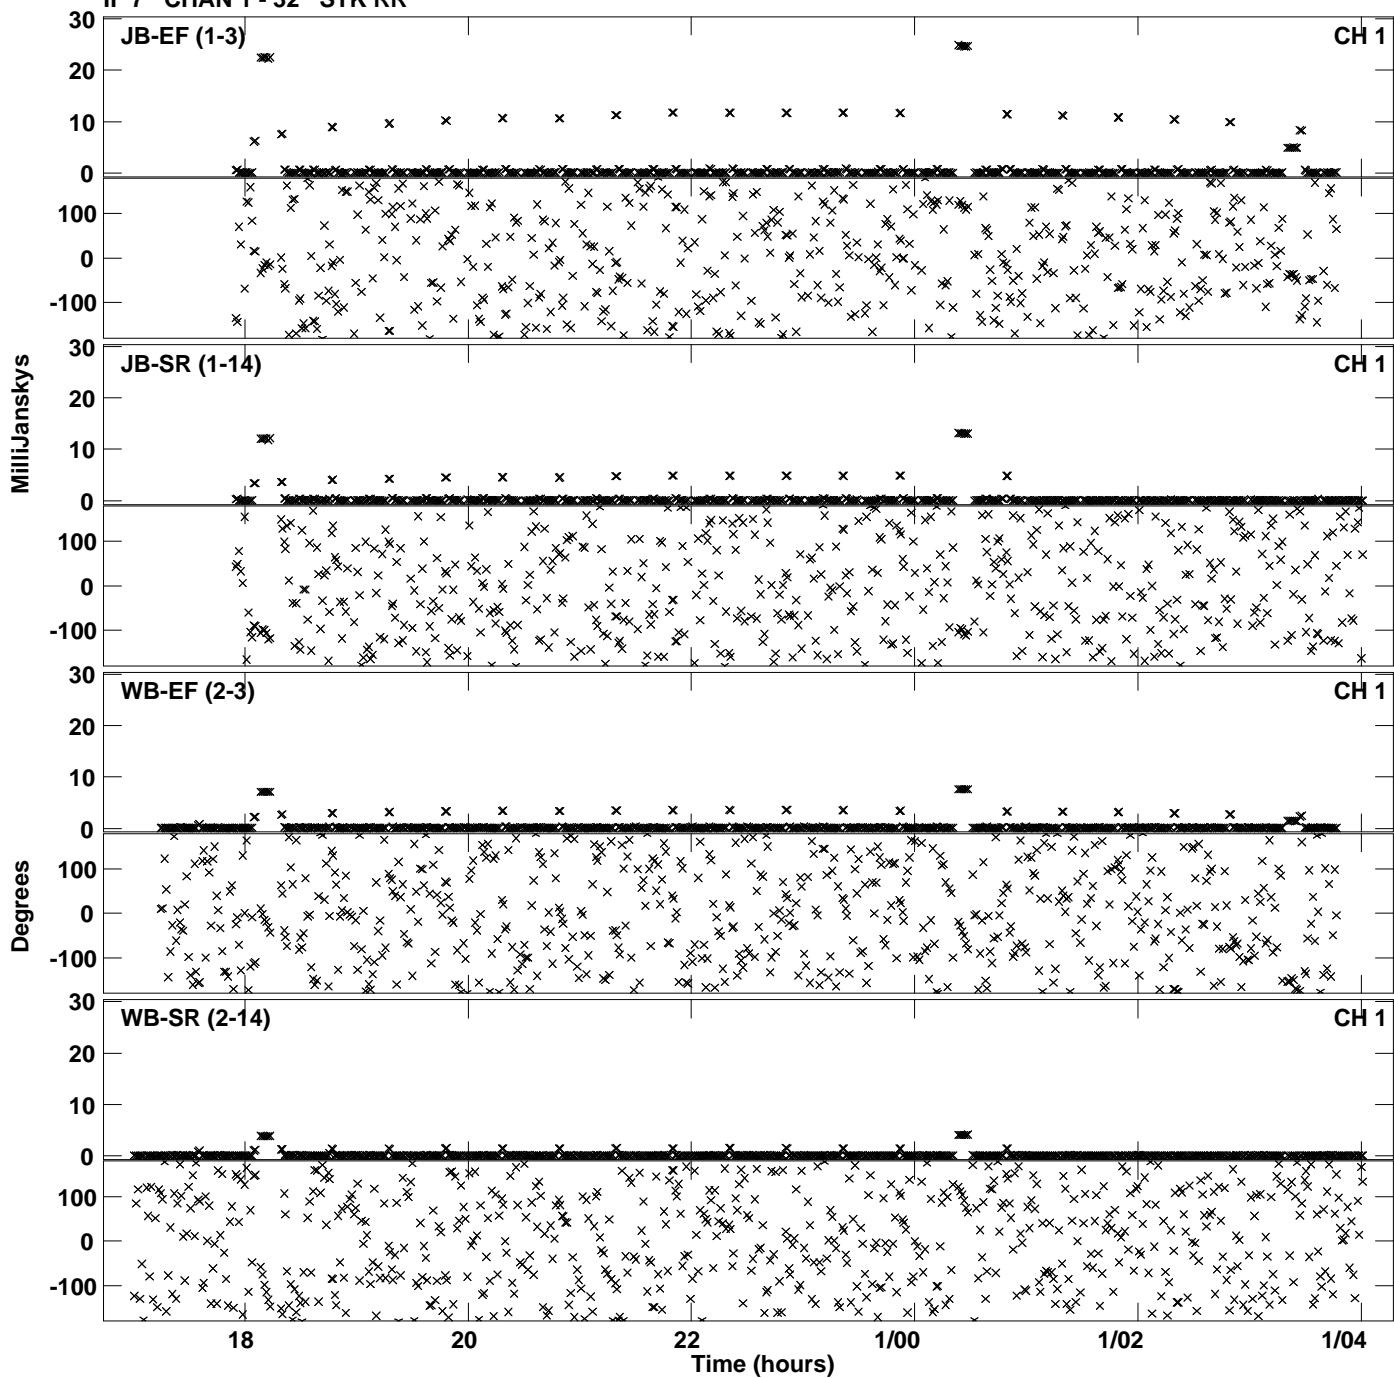 IF 7 CHAN 1 - 32 STK RR
30 JB-EF (1-3) CH 1
20
10
0
100
0
-100
30 JB-SR (1-14) CH 1
20
10
0
100
0
-100
30 WB-EF (2-3) CH 1
20
10
0
100
0
-100
30 WB-SR (2-14) CH 1
20
10
0
100
0
-100
MilliJanskys
Degrees
18 20 22 1/00 1/02 1/04
Time (hours)